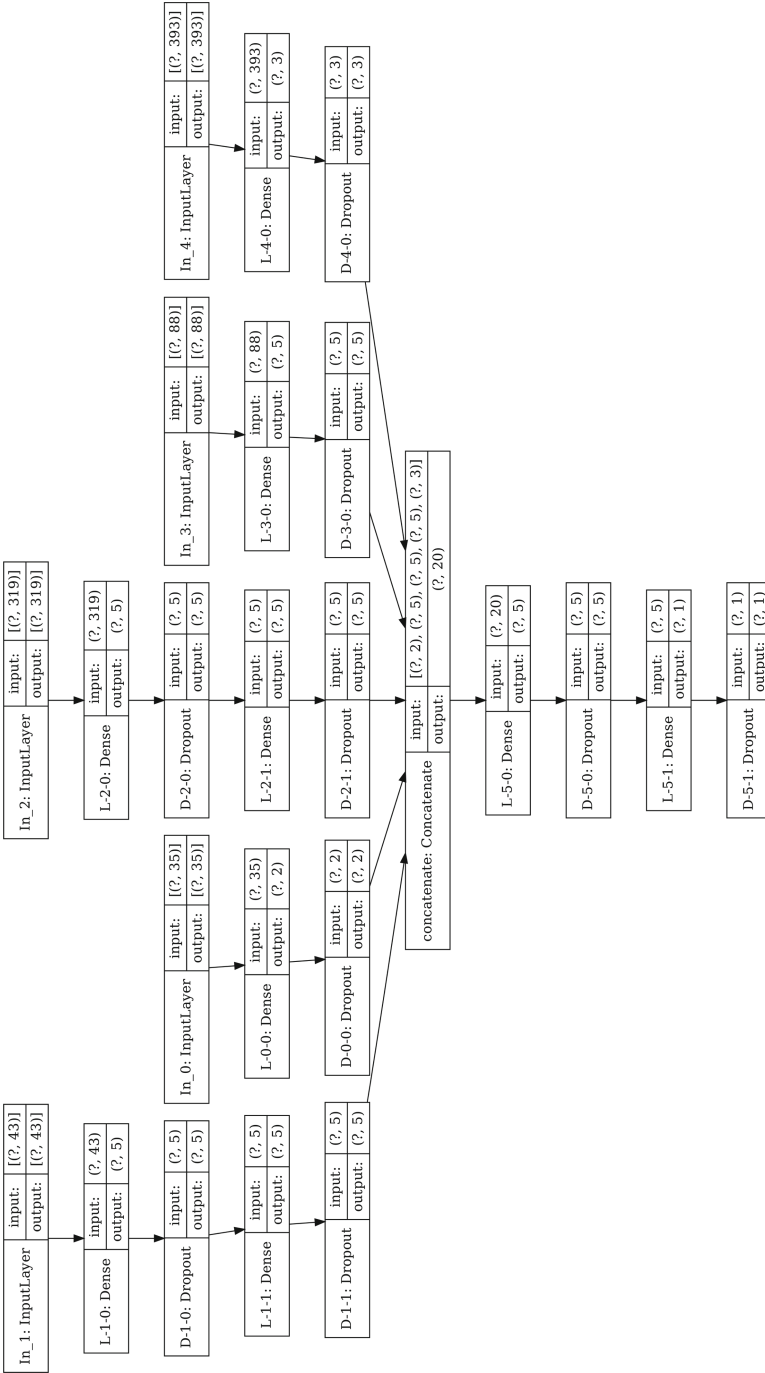 In_1: InputLayer
input:
[(?, 43)]
output:
[(?, 43)]
L-1-0: Dense
input:
(?, 43)
output:
(?, 5)
D-1-0: Dropout
input:
(?, 5)
output:
(?, 5)
L-1-1: Dense
input:
(?, 5)
output:
(?, 5)
D-1-1: Dropout
input:
(?, 5)
output:
(?, 5)
In_0: InputLayer
input:
[(?, 35)]
output:
[(?, 35)]
L-0-0: Dense
input:
(?, 35)
output:
(?, 2)
D-0-0: Dropout
input:
(?, 2)
output:
(?, 2)
In_2: InputLayer
input:
[(?, 319)]
output:
[(?, 319)]
L-2-0: Dense
input:
(?, 319)
output:
(?, 5)
D-2-0: Dropout
input:
(?, 5)
output:
(?, 5)
L-2-1: Dense
input:
(?, 5)
output:
(?, 5)
D-2-1: Dropout
input:
(?, 5)
output:
(?, 5)
In_3: InputLayer
input:
[(?, 88)]
output:
[(?, 88)]
L-3-0: Dense
input:
(?, 88)
output:
(?, 5)
D-3-0: Dropout
input:
(?, 5)
output:
(?, 5)
In_4: InputLayer
input:
[(?, 393)]
output:
[(?, 393)]
L-4-0: Dense
input:
(?, 393)
output:
(?, 3)
D-4-0: Dropout
input:
(?, 3)
output:
(?, 3)
concatenate: Concatenate
input:
[(?, 2), (?, 5), (?, 5), (?, 5), (?, 3)]
output:
(?, 20)
L-5-0: Dense
input:
(?, 20)
output:
(?, 5)
D-5-0: Dropout
input:
(?, 5)
output:
(?, 5)
L-5-1: Dense
input:
(?, 5)
output:
(?, 1)
D-5-1: Dropout
input:
(?, 1)
output:
(?, 1)